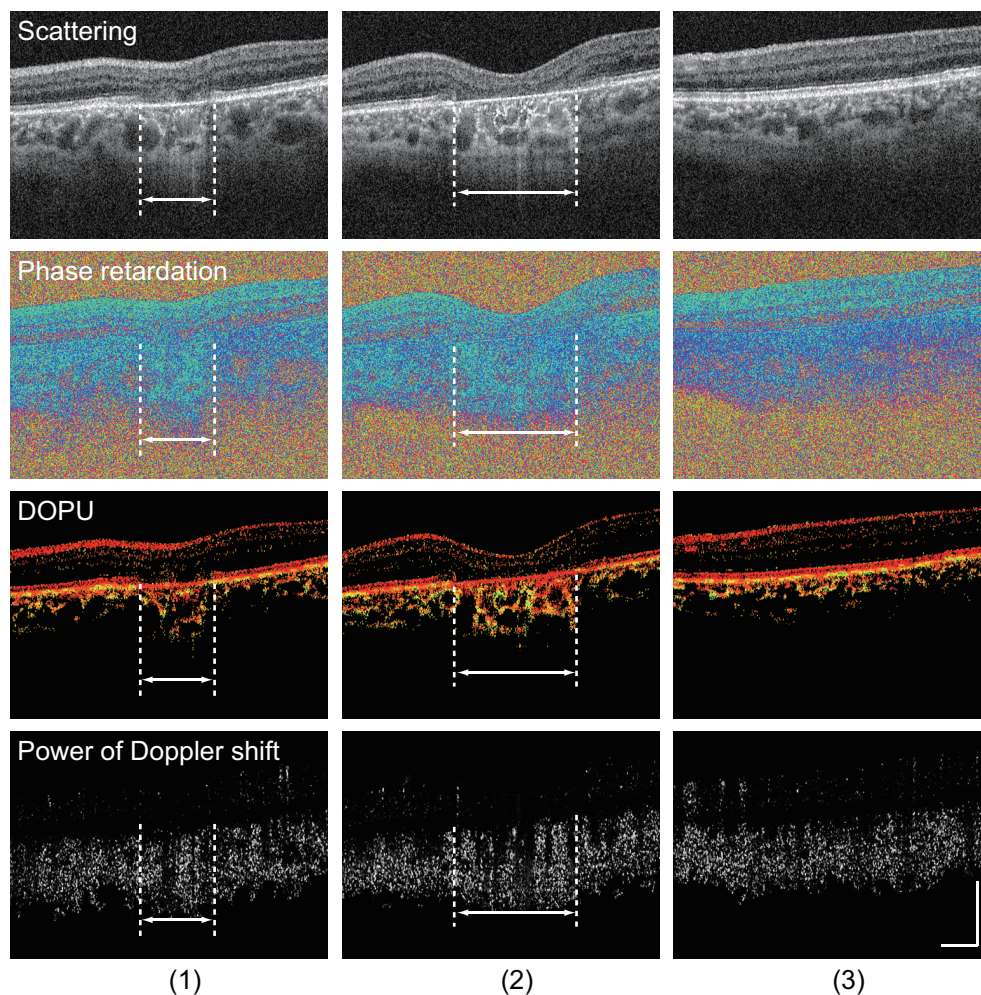 Scattering
Phase retardation
DOPU
Power of Doppler shift
(1) (2) (3)